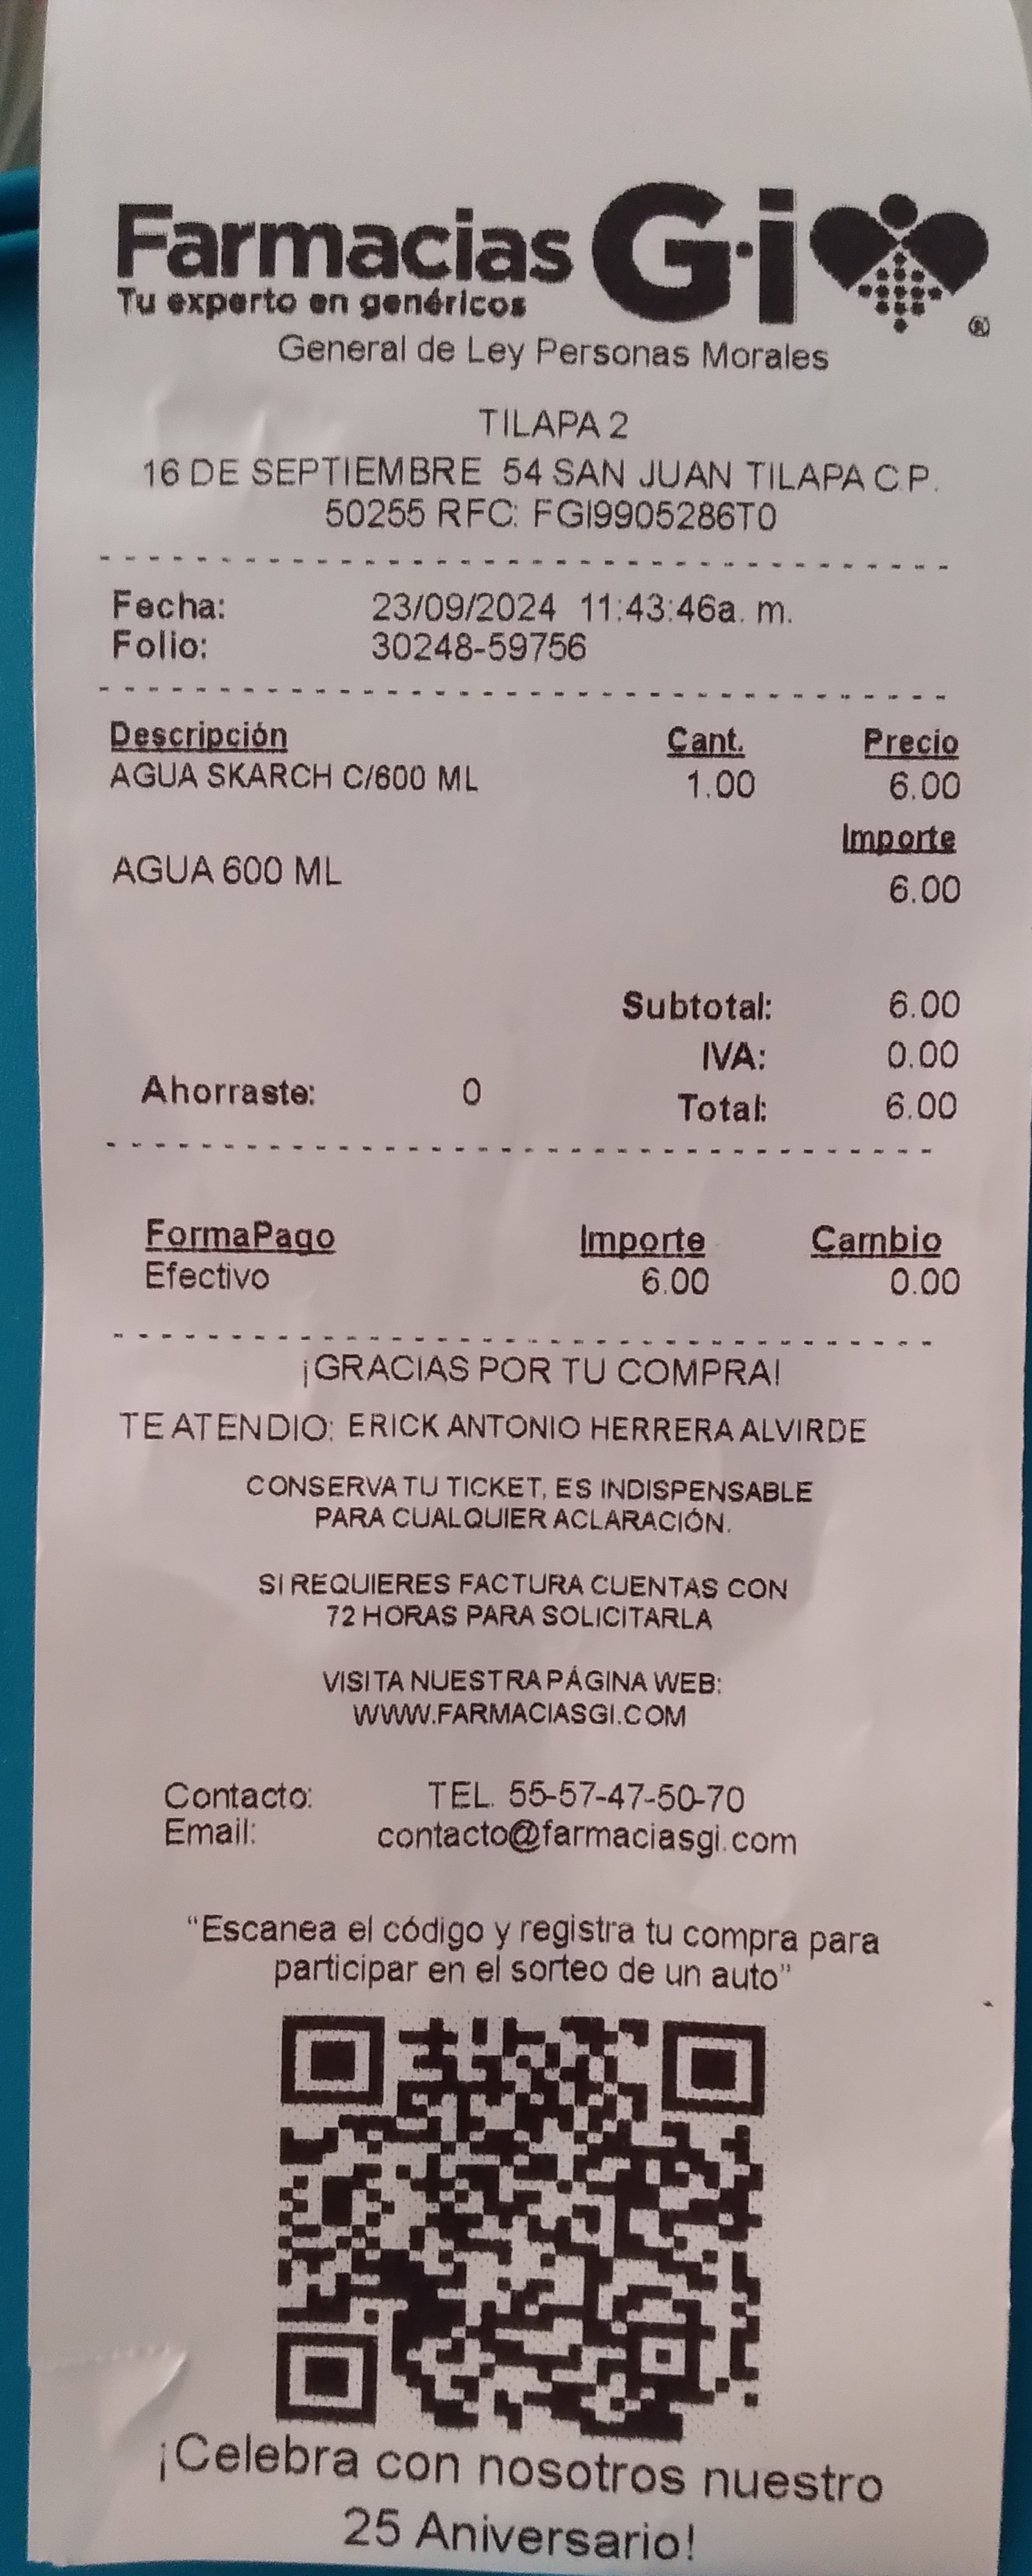 Farmacias G·i
Tu experto en genéricos
®
General de Ley Personas Morales
TILAPA 2
16 DE SEPTIEMBRE 54 SAN JUAN TILAPA C.P.
50255 RFC: FGI9905286T0
Fecha: 23/09/2024 11:43:46a. m.
Folio: 30248-59756
Descripción Cant. Precio
AGUA SKARCH C/600 ML 1.00 6.00
Importe
AGUA 600 ML 6.00
Subtotal: 6.00
IVA: 0.00
Ahorraste: 0 Total: 6.00
FormaPago Importe Cambio
Efectivo 6.00 0.00
¡GRACIAS POR TU COMPRA!
TE ATENDIO: ERICK ANTONIO HERRERA ALVIRDE
CONSERVA TU TICKET, ES INDISPENSABLE
PARA CUALQUIER ACLARACIÓN.
SI REQUIERES FACTURA CUENTAS CON
72 HORAS PARA SOLICITARLA
VISITA NUESTRA PÁGINA WEB:
WWW.FARMACIASGI.COM
Contacto: TEL. 55-57-47-50-70
Email: contacto@farmaciasgi.com
“Escanea el código y registra tu compra para
participar en el sorteo de un auto”
¡Celebra con nosotros nuestro
25 Aniversario!